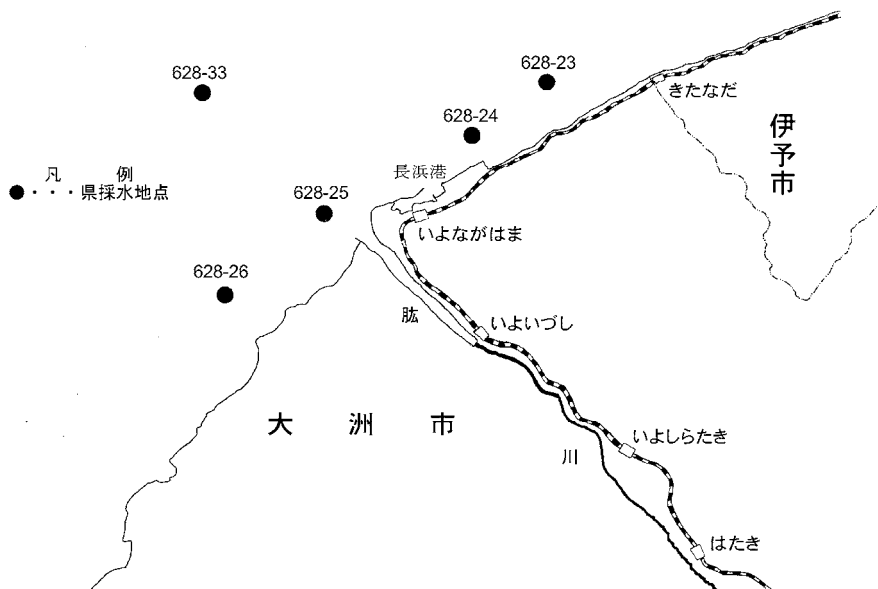 628-33
628-23
きたなだ
628-24
伊予市
長浜港
凡 例
●・・・県採水地点
628-25
いよながはま
628-26
肱
いよいづし
大洲市
いよしらたき
川
はたき